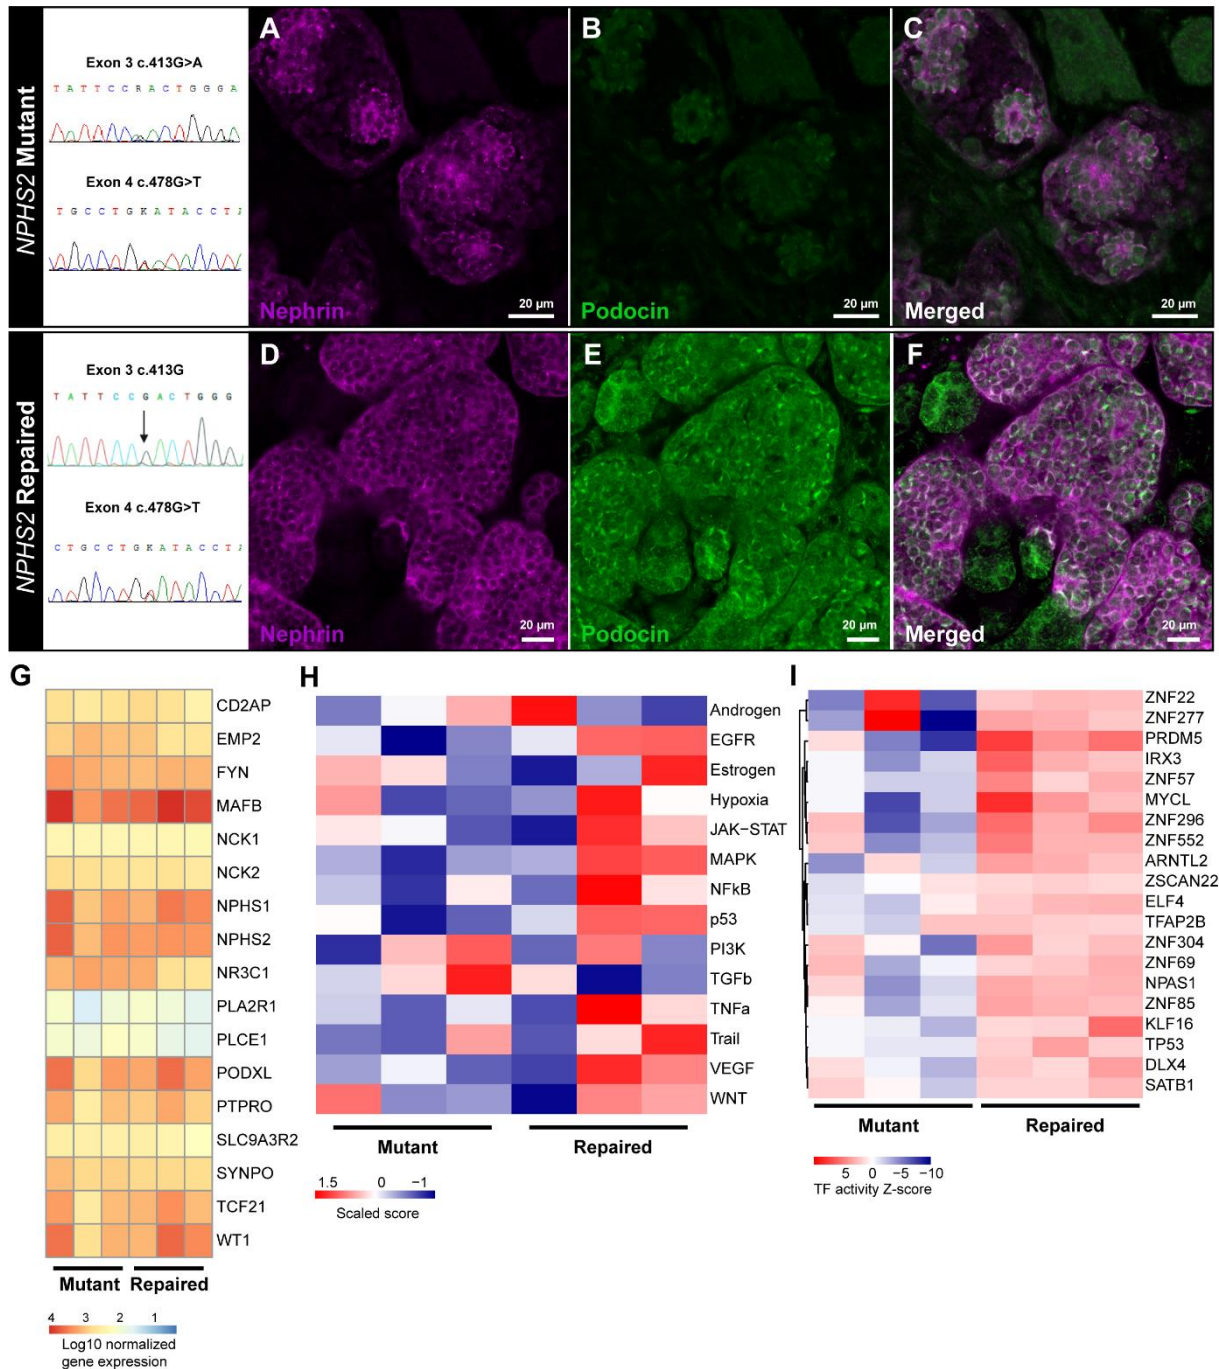 NPHS2 Mutant
Exon 3 c.413G>A
T A T T C C R A C T G G G A
Exon 4 c.478G>T
T G C C T G K A T A C C T A
A
Nephrin
20 µm
B
Podocin
20 µm
C
Merged
20 µm
NPHS2 Repaired
Exon 3 c.413G
T A T T C C G A C T G G G
Exon 4 c.478G>T
C T G C C T G K A T A C C T A
D
Nephrin
20 µm
E
Podocin
20 µm
F
Merged
20 µm
G
CD2AP
EMP2
FYN
MAFB
NCK1
NCK2
NPHS1
NPHS2
NR3C1
PLA2R1
PLCE1
PODXL
PTPRO
SLC9A3R2
SYNPO
TCF21
WT1
Mutant Repaired
4 3 2 1
Log10 normalized
gene expression
H
Androgen
EGFR
Estrogen
Hypoxia
JAK−STAT
MAPK
NFkB
p53
PI3K
TGFb
TNFa
Trail
VEGF
WNT
Mutant Repaired
1.5 0 −1
Scaled score
I
ZNF22
ZNF277
PRDM5
IRX3
ZNF57
MYCL
ZNF296
ZNF552
ARNTL2
ZSCAN22
ELF4
TFAP2B
ZNF304
ZNF69
NPAS1
ZNF85
KLF16
TP53
DLX4
SATB1
Mutant Repaired
5 0 −5 −10
TF activity Z-score